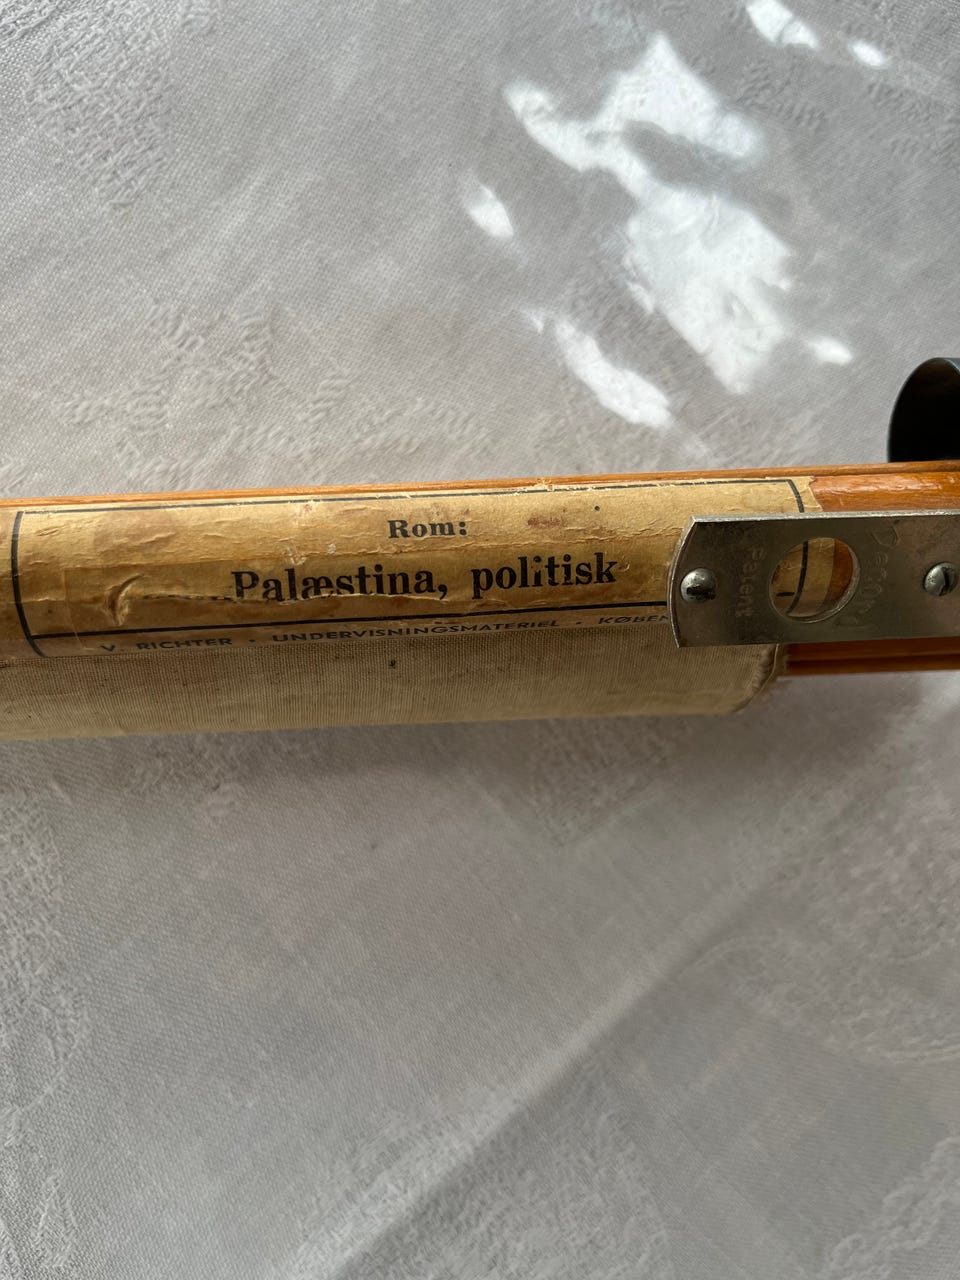 Rom:
Palæstina, politisk
V. RICHTER · UNDERVISNINGSMATERIEL · KØBEN
Patent